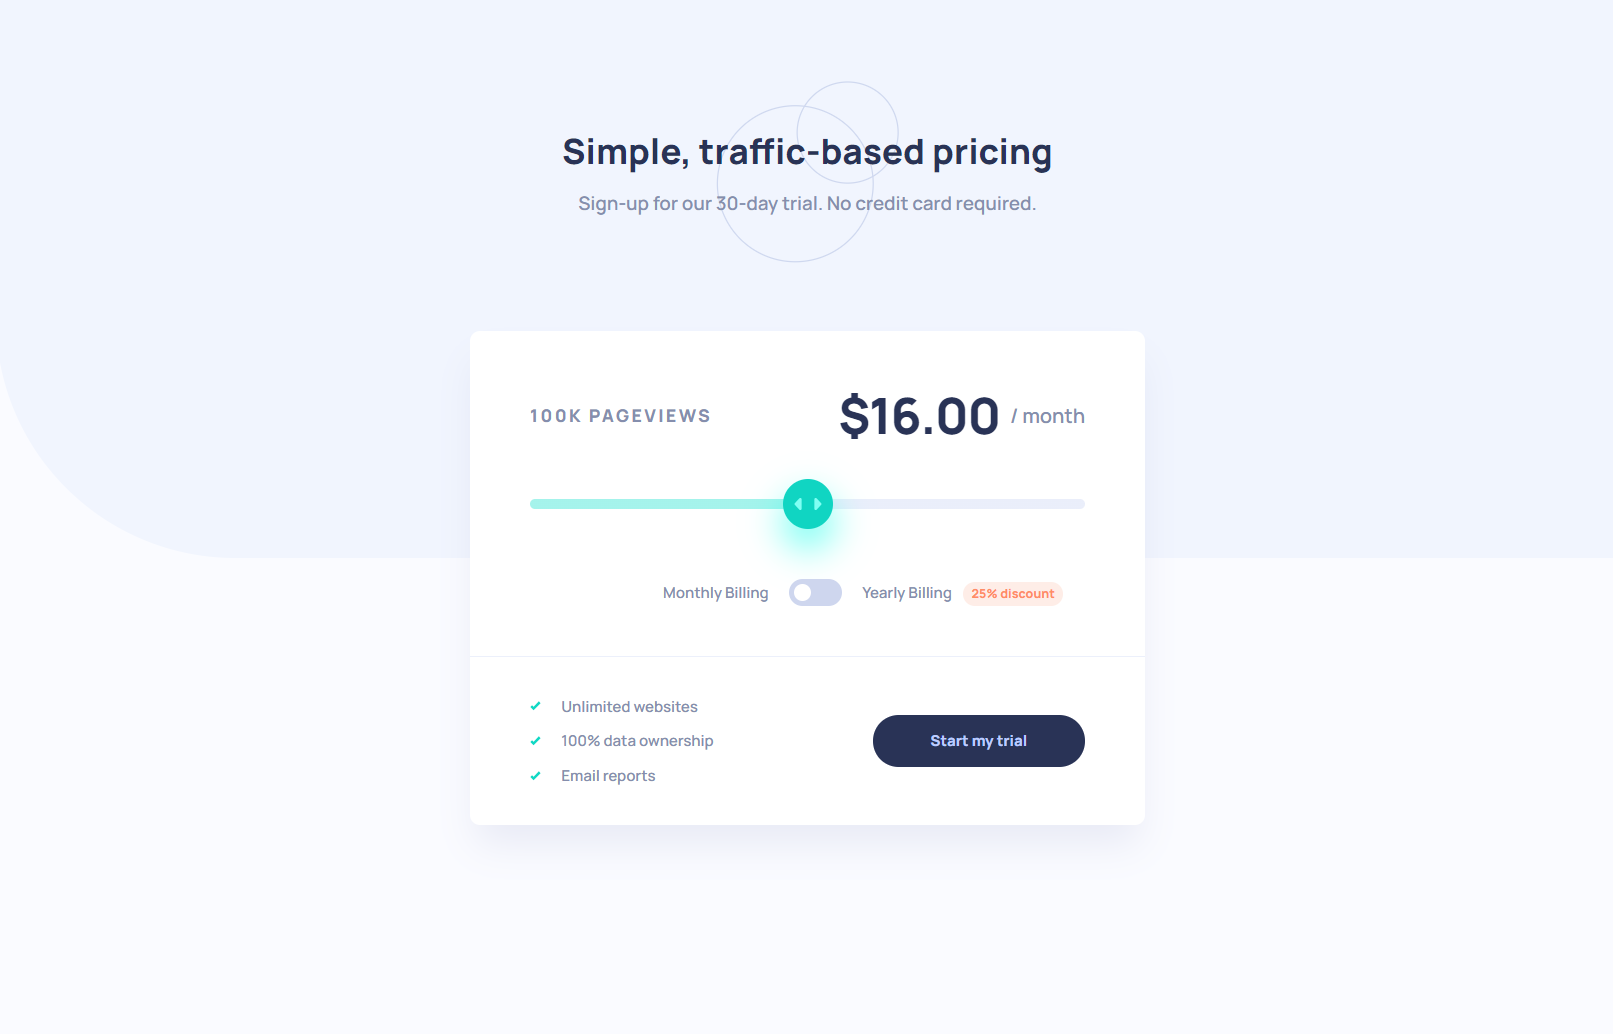 Simple, traffic-based pricing
Sign-up for our 30-day trial. No credit card required.
100K PAGEVIEWS
$16.00 / month
Monthly Billing
Yearly Billing 25% discount
Unlimited websites
100% data ownership
Email reports
Start my trial